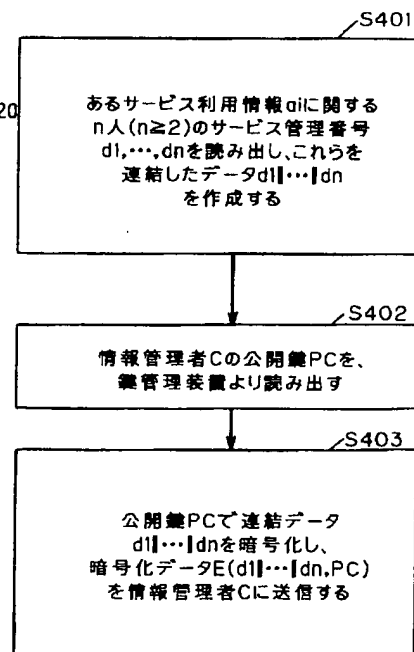 S401
20
あるサービス利用情報aiに関する
n人(n≧2)のサービス管理番号
d1,…,dnを読み出し、これらを
連結したデータd1‖…‖dn
を作成する
S402
情報管理者Cの公開鍵PCを、
鍵管理装置より読み出す
S403
公開鍵PCで連結データ
d1‖…‖dnを暗号化し、
暗号化データE(d1‖…‖dn,PC)
を情報管理者Cに送信する